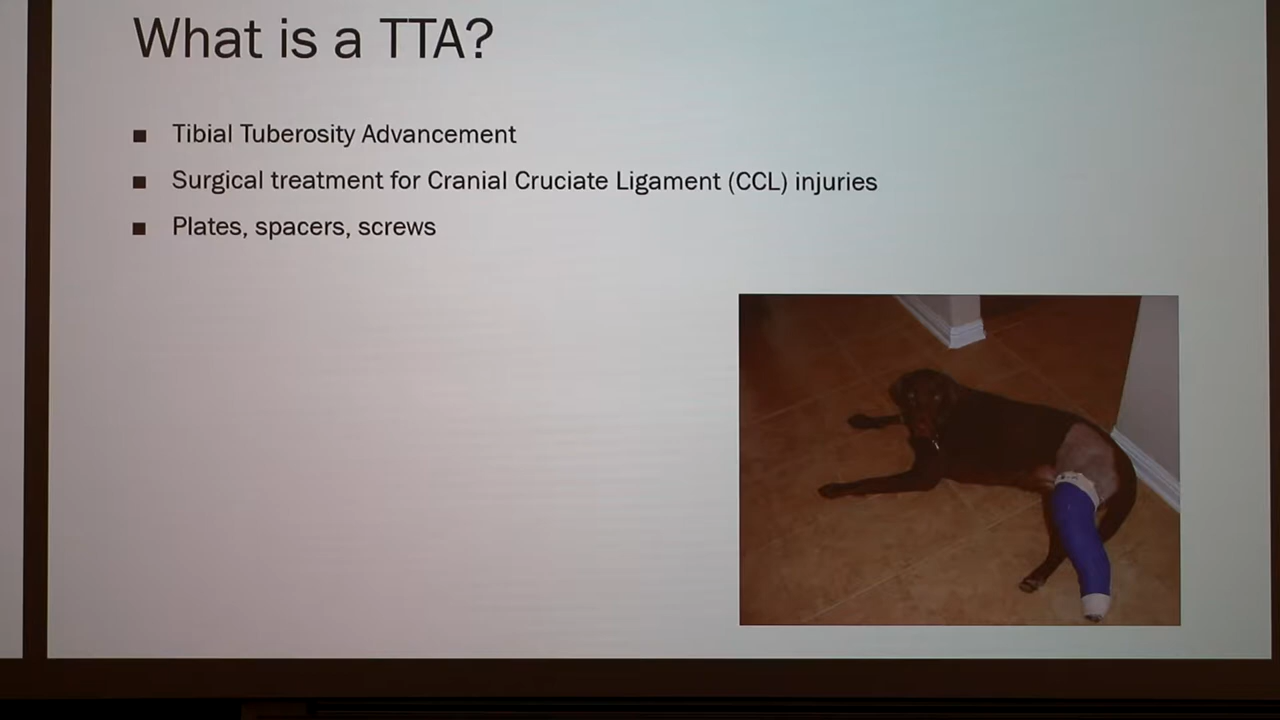 What is a TTA?
■ Tibial Tuberosity Advancement
■ Surgical treatment for Cranial Cruciate Ligament (CCL) injuries
■ Plates, spacers, screws